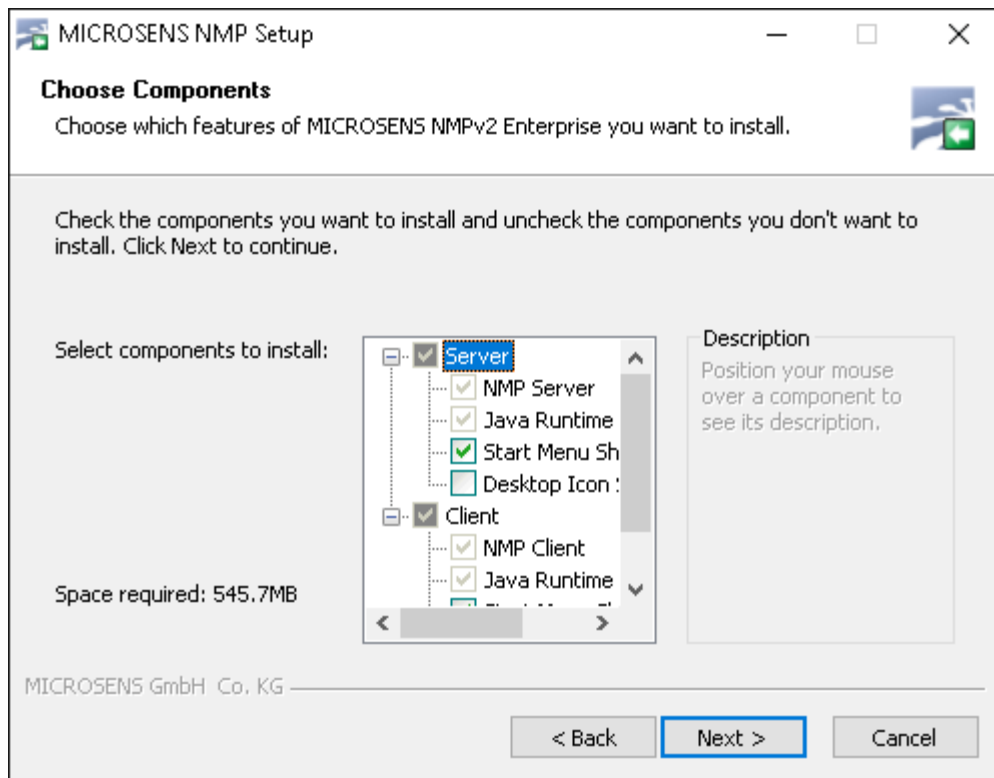 MICROSENS NMP Setup
Choose Components
Choose which features of MICROSENS NMPv2 Enterprise you want to install.
Check the components you want to install and uncheck the components you don't want to
install. Click Next to continue.
Select components to install:
Server
NMP Server
Java Runtime
Start Menu Sh
Desktop Icon
Client
NMP Client
Java Runtime
Description
Position your mouse
over a component to
see its description.
Space required: 545.7MB
MICROSENS GmbH Co. KG
< Back
Next >
Cancel